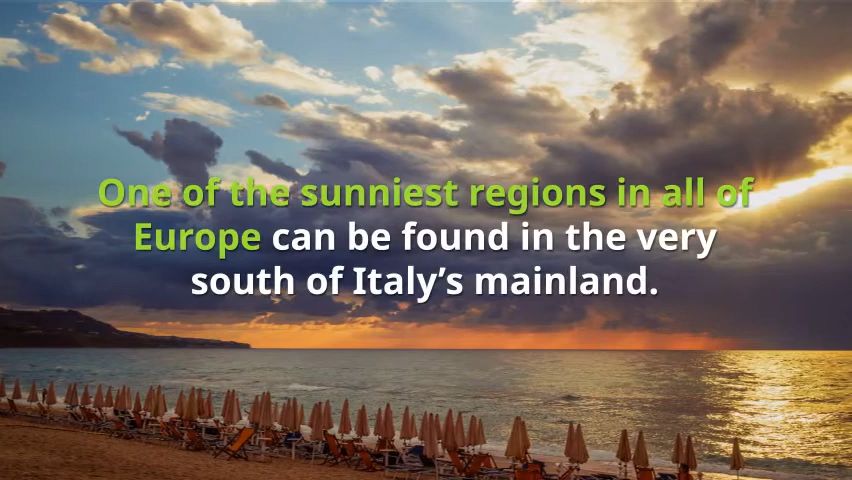 One of the sunniest regions in all of
Europe can be found in the very
south of Italy’s mainland.